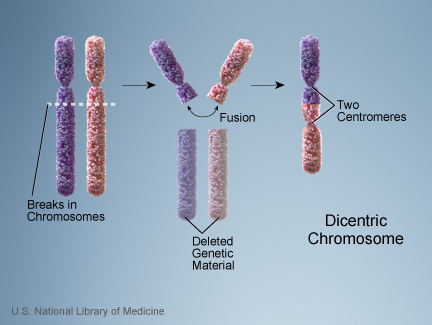 Fusion
Two
Centromeres
Breaks in
Chromosomes
Deleted
Genetic
Material
Dicentric
Chromosome
U.S. National Library of Medicine